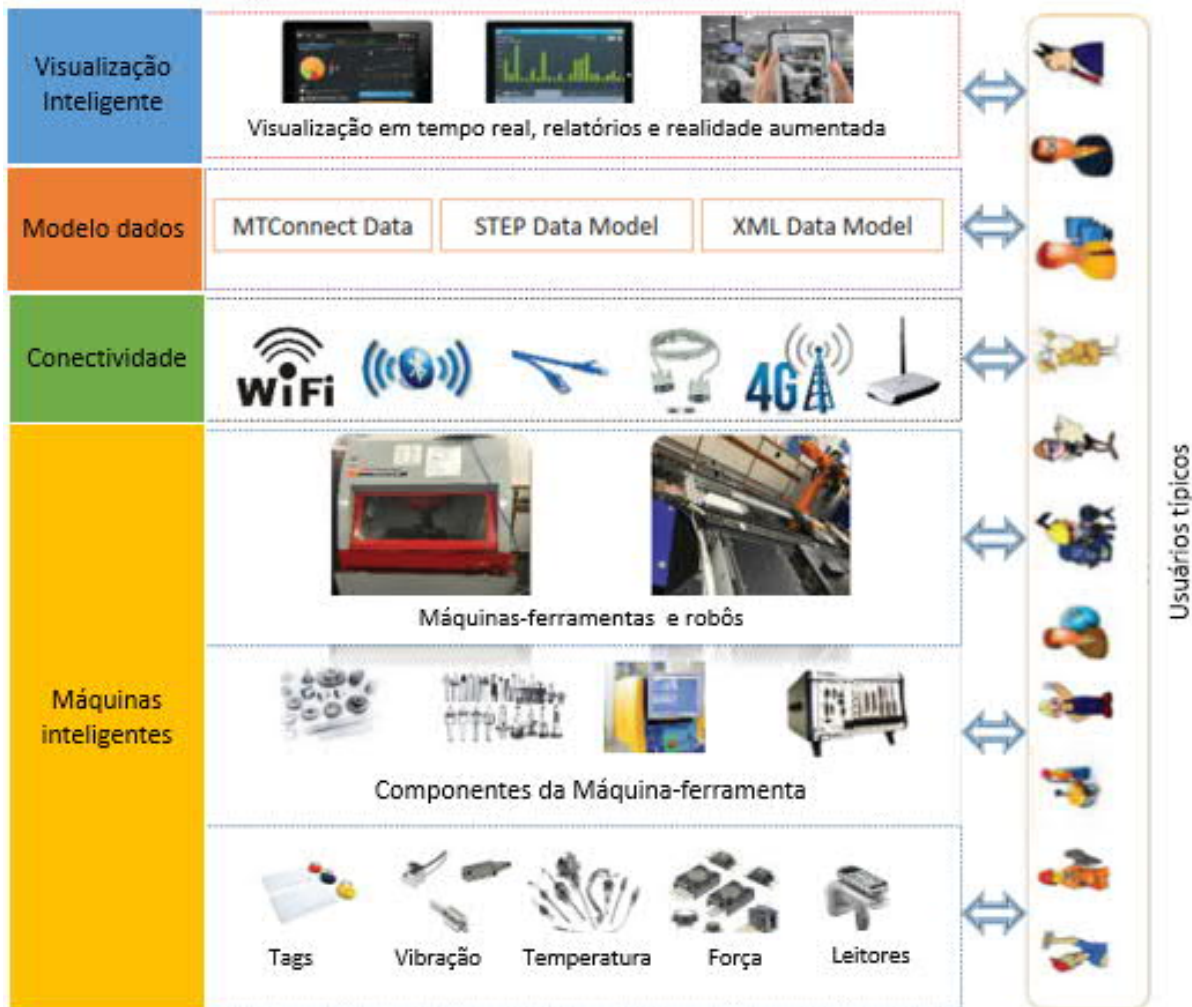 Visualização
Inteligente
Visualização em tempo real, relatórios e realidade aumentada
Modelo dados
MTConnect Data
STEP Data Model
XML Data Model
Conectividade
WiFi
4G
Máquinas
inteligentes
Máquinas-ferramentas e robôs
Componentes da Máquina-ferramenta
Tags
Vibração
Temperatura
Força
Leitores
Usuários típicos